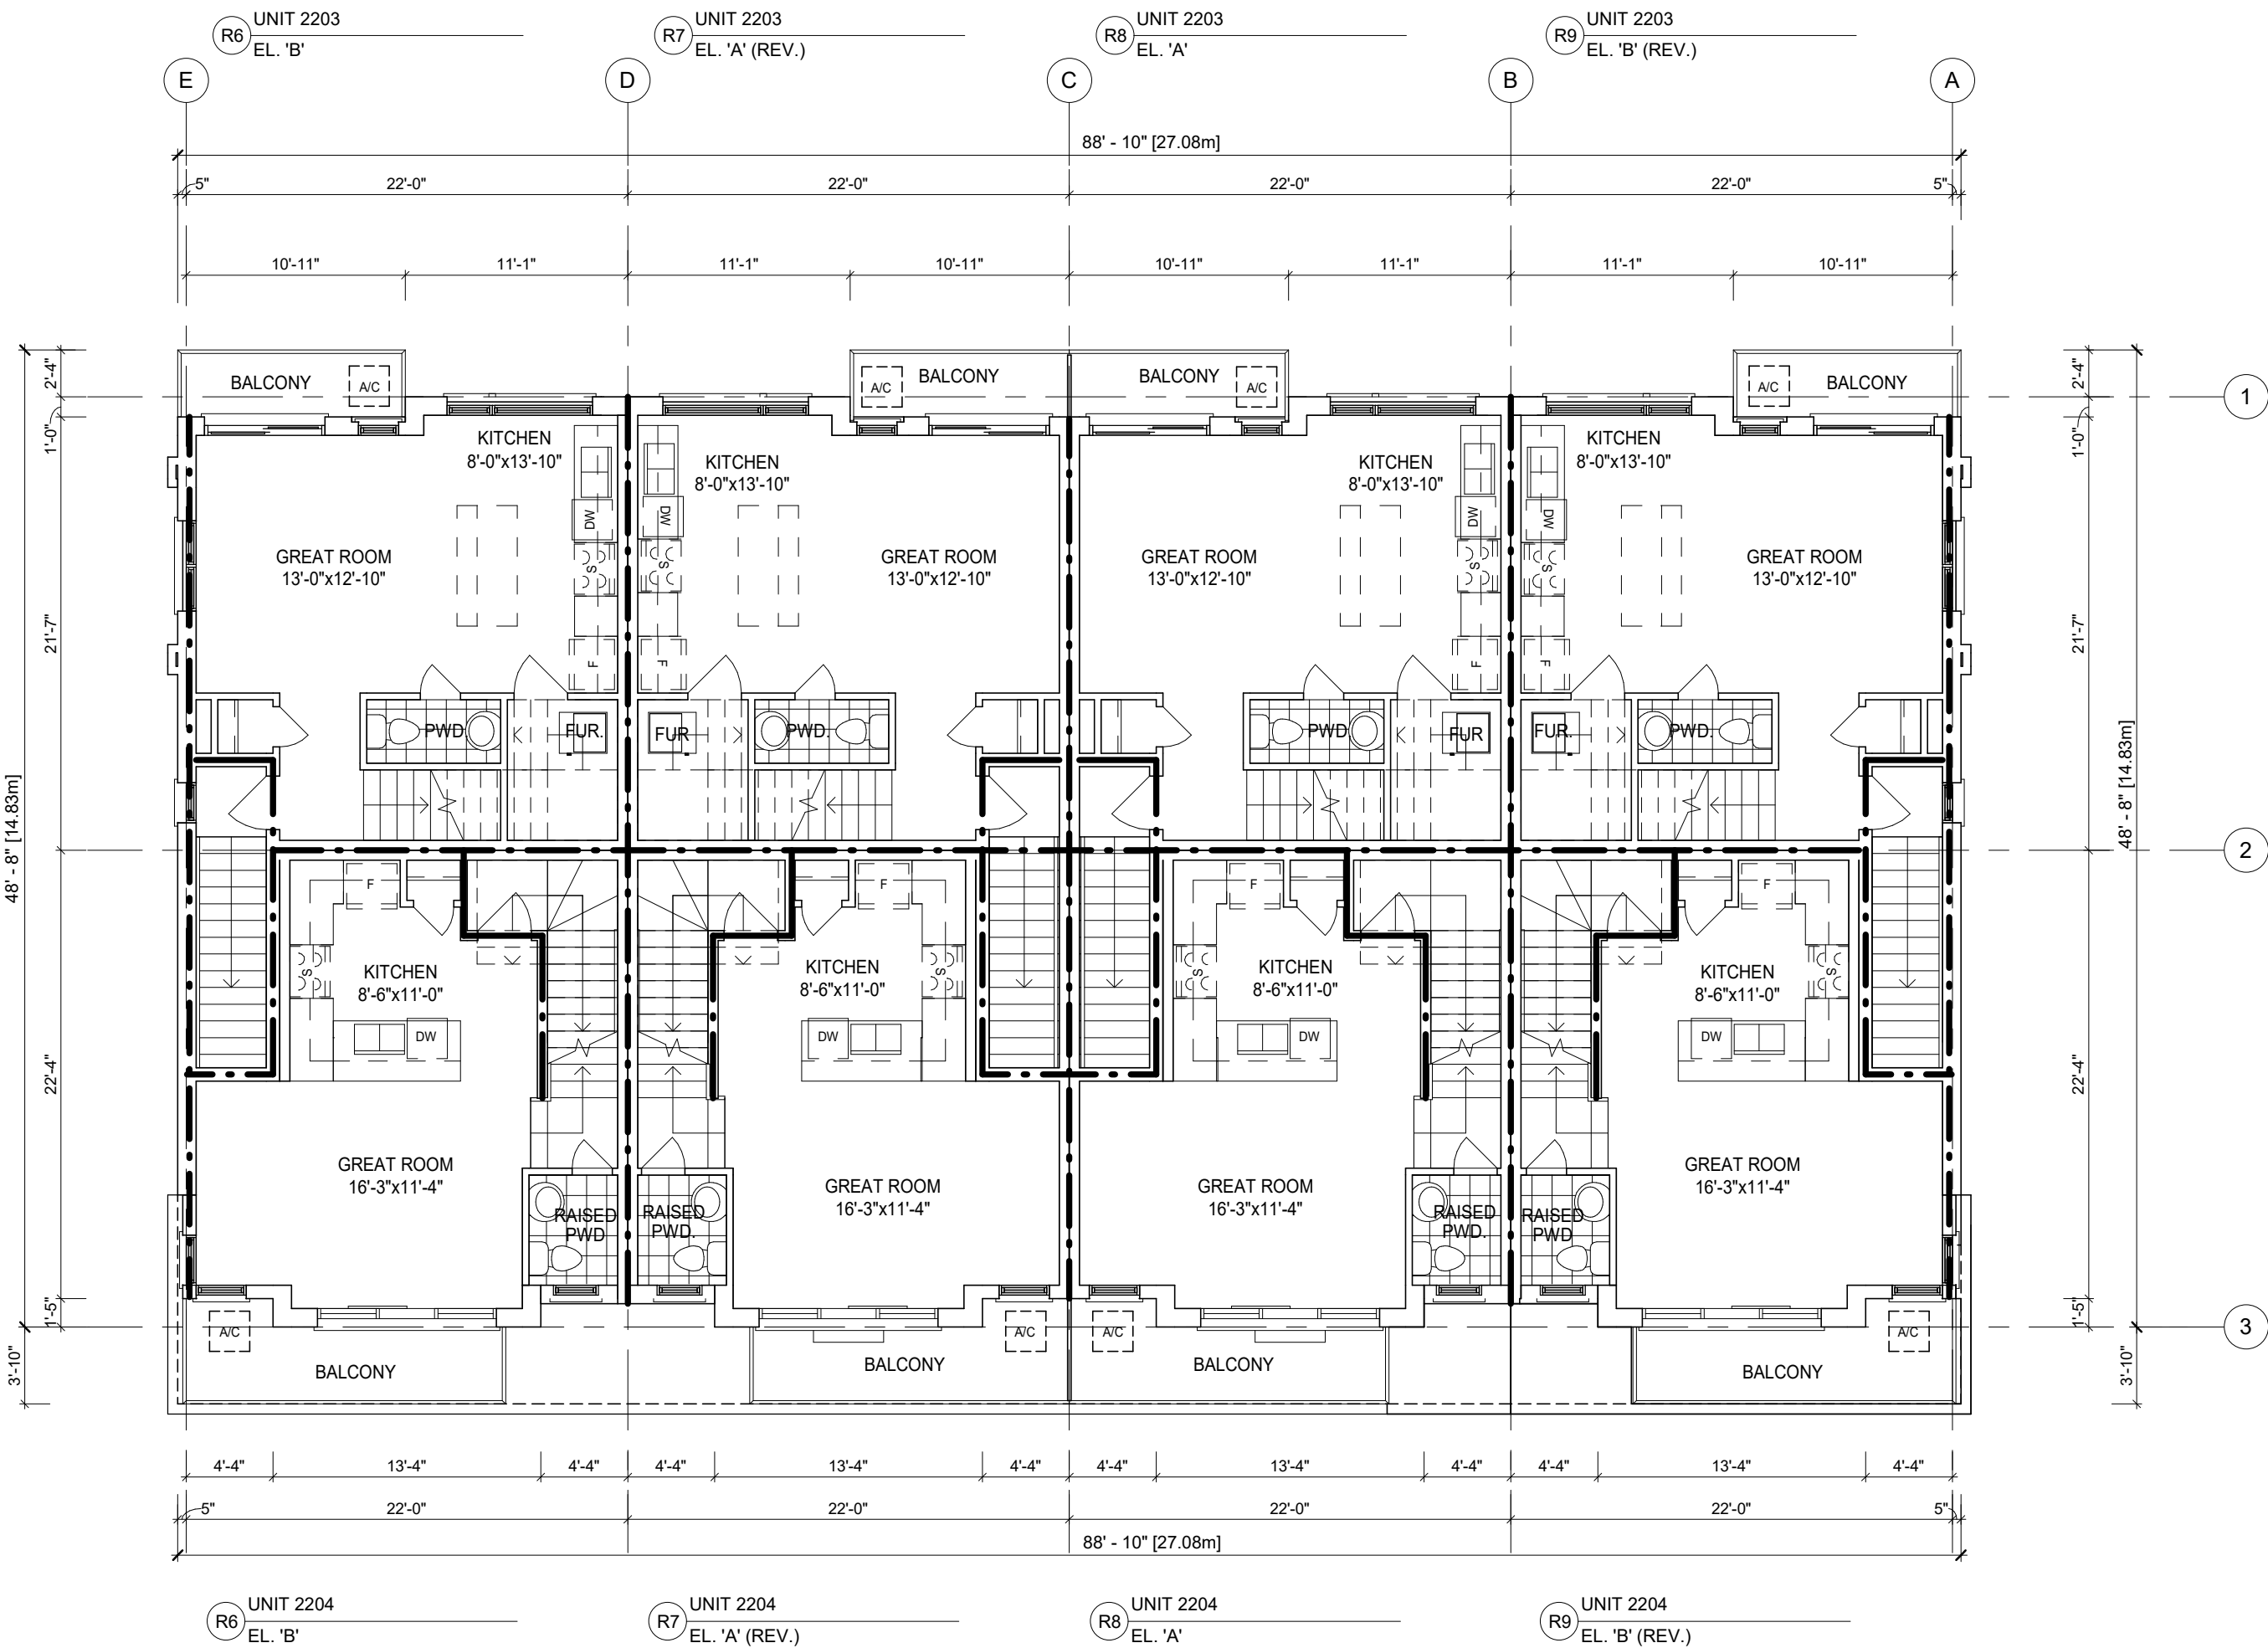 UNIT 2203
R6
EL. 'B'
UNIT 2203
R7
EL. 'A' (REV.)
UNIT 2203
R8
EL. 'A'
UNIT 2203
R9
EL. 'B' (REV.)
E
D
C
B
A
88' - 10" [27.08m]
5"
22'-0"
22'-0"
22'-0"
22'-0"
5"
10'-11"
11'-1"
11'-1"
10'-11"
10'-11"
11'-1"
11'-1"
10'-11"
2'-4"
1'-0"
21'-7"
48' - 8" [14.83m]
22'-4"
1'-5"
3'-10"
BALCONY
A/C
A/C
BALCONY
BALCONY
A/C
A/C
BALCONY
KITCHEN
8'-0"x13'-10"
KITCHEN
8'-0"x13'-10"
KITCHEN
8'-0"x13'-10"
KITCHEN
8'-0"x13'-10"
DW
DW
DW
DW
GREAT ROOM
13'-0"x12'-10"
GREAT ROOM
13'-0"x12'-10"
GREAT ROOM
13'-0"x12'-10"
GREAT ROOM
13'-0"x12'-10"
S
S
S
S
F
F
F
F
PWD.
FUR.
FUR
PWD.
PWD
FUR
FUR.
PWD.
F
F
F
F
S
S
S
S
KITCHEN
8'-6"x11'-0"
KITCHEN
8'-6"x11'-0"
KITCHEN
8'-6"x11'-0"
KITCHEN
8'-6"x11'-0"
DW
DW
DW
DW
GREAT ROOM
16'-3"x11'-4"
GREAT ROOM
16'-3"x11'-4"
GREAT ROOM
16'-3"x11'-4"
GREAT ROOM
16'-3"x11'-4"
RAISED
PWD
RAISED
PWD.
RAISED
PWD.
RAISED
PWD
A/C
A/C
A/C
A/C
BALCONY
BALCONY
BALCONY
BALCONY
2'-4"
1'-0"
21'-7"
48' - 8" [14.83m]
22'-4"
1'-5"
3'-10"
1
2
3
4'-4"
13'-4"
4'-4"
4'-4"
13'-4"
4'-4"
4'-4"
13'-4"
4'-4"
4'-4"
13'-4"
4'-4"
5"
22'-0"
22'-0"
22'-0"
22'-0"
5"
88' - 10" [27.08m]
UNIT 2204
R6
EL. 'B'
UNIT 2204
R7
EL. 'A' (REV.)
UNIT 2204
R8
EL. 'A'
UNIT 2204
R9
EL. 'B' (REV.)